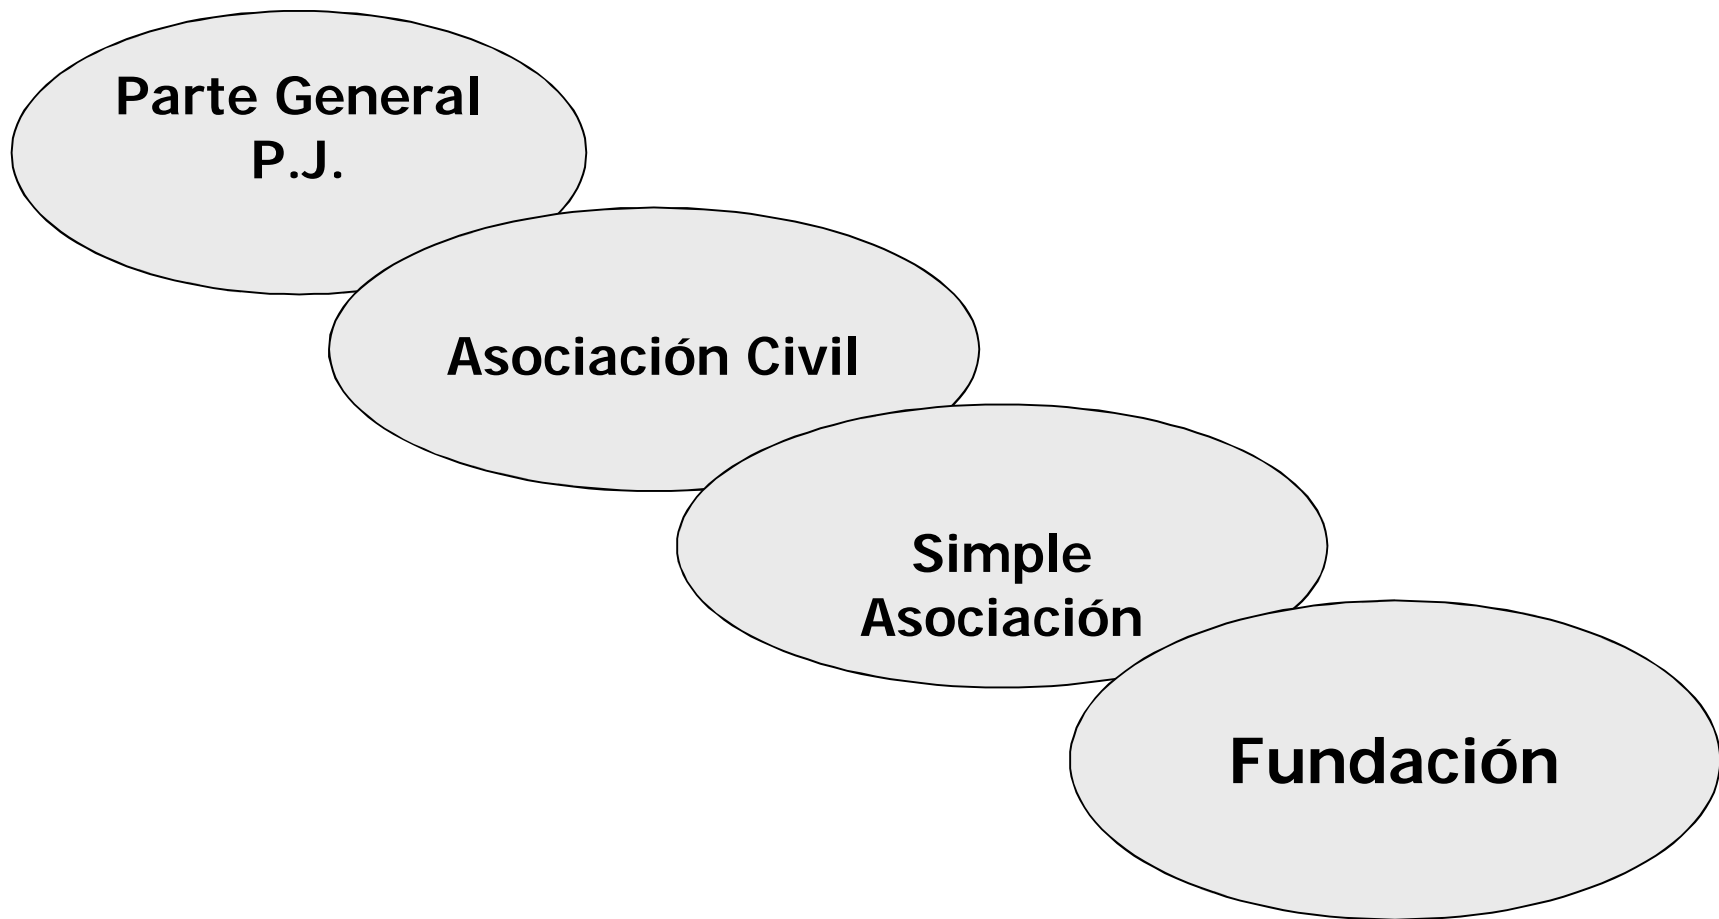 Parte General
P.J.
Asociación Civil
Simple
Asociación
Fundación